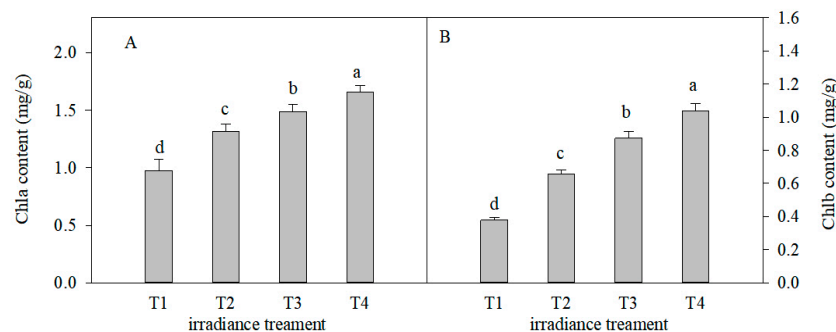 A
B
Chla content (mg/g)
2.0
1.5
1.0
0.5
0.0
d
c
b
a
d
c
b
a
1.6
1.4
1.2
1.0
0.8
0.6
0.4
0.2
0.0
Chlb content (mg/g)
T1 T2 T3 T4 T1 T2 T3 T4
irradiance treament irradiance treament